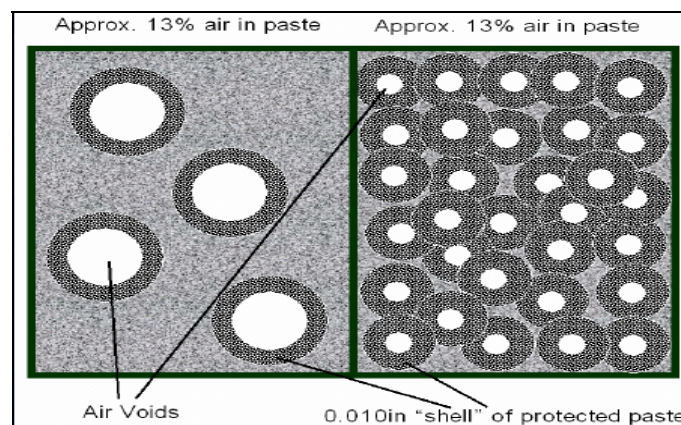 Approx. 13% air in paste
Approx. 13% air in paste
Air Voids
0.010in “shell” of protected paste